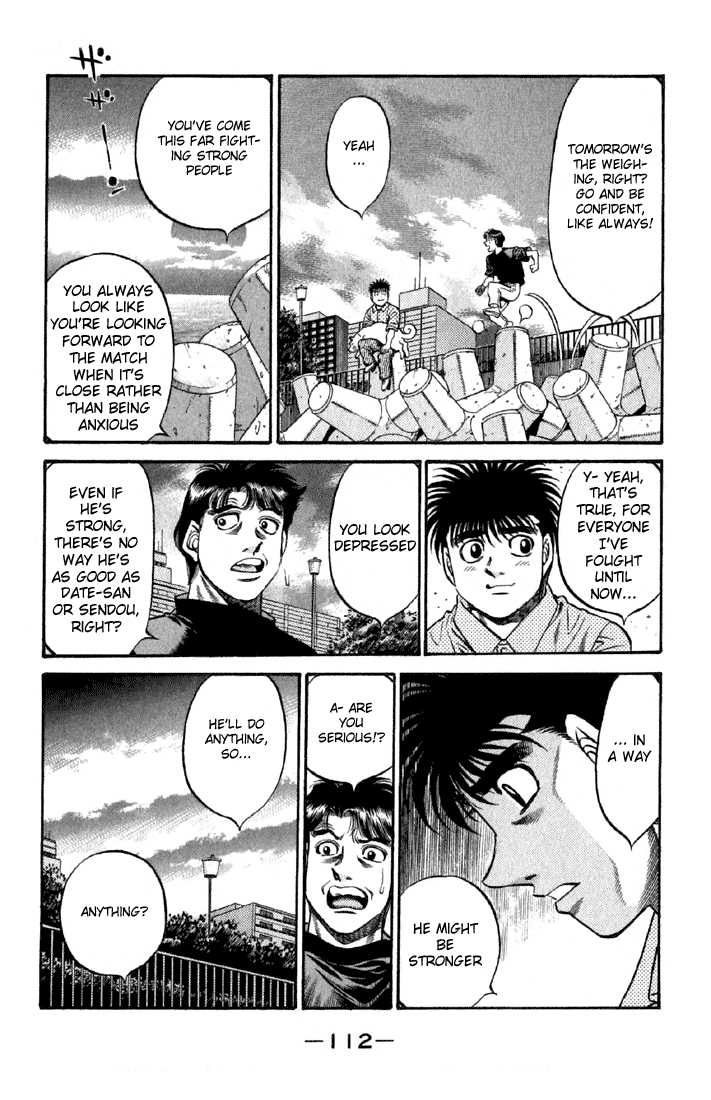 TOMORROW'S
THE WEIGH-
ING, RIGHT?
GO AND BE
CONFIDENT,
LIKE ALWAYS!
YEAH
...
YOU'VE COME
THIS FAR FIGHT-
ING STRONG
PEOPLE
YOU ALWAYS
LOOK LIKE
YOU'RE LOOKING
FORWARD TO
THE MATCH
WHEN IT'S
CLOSE RATHER
THAN BEING
ANXIOUS
ザ
ザ
Y- YEAH,
THAT'S
TRUE, FOR
EVERYONE
I'VE
FOUGHT
UNTIL
NOW...
YOU LOOK
DEPRESSED
EVEN IF
HE'S
STRONG,
THERE'S NO
WAY HE'S
AS GOOD AS
DATE-SAN
OR SENDOU,
RIGHT?
... IN
A WAY
HE MIGHT
BE
STRONGER
A- ARE
YOU
SERIOUS!?
HE'LL DO
ANYTHING,
SO...
ANYTHING?
—112—